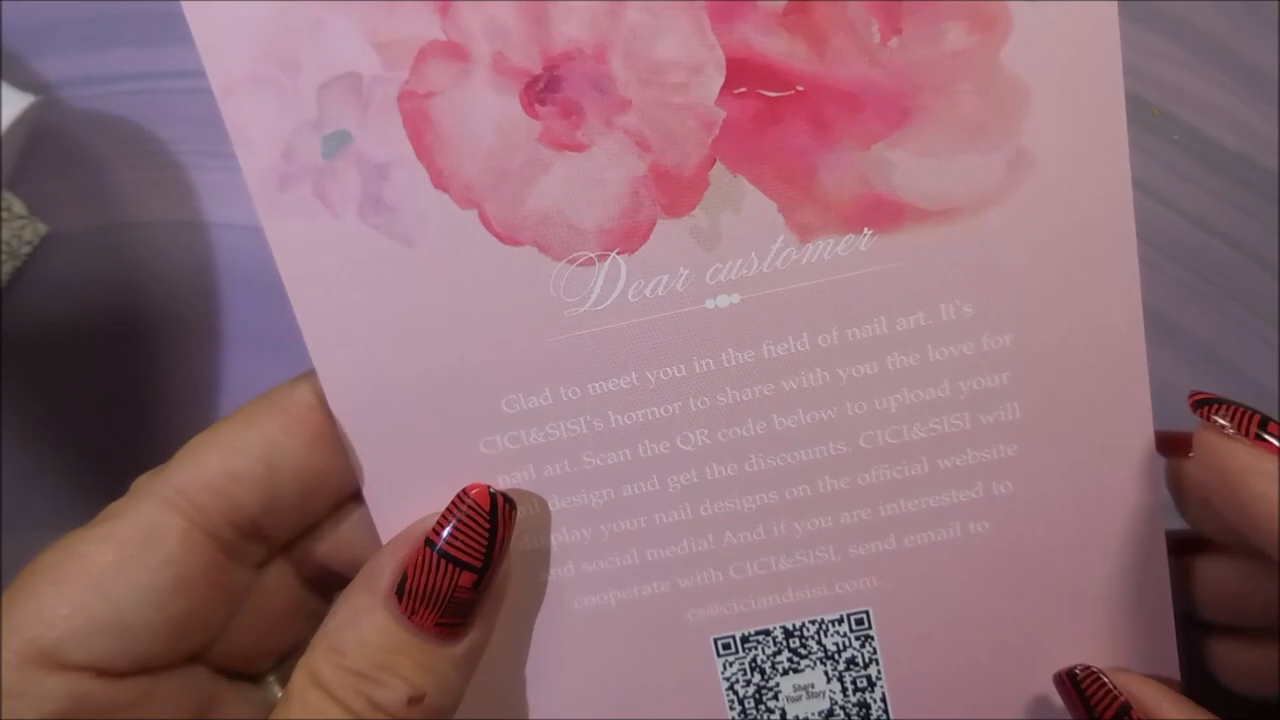 Dear customer
Glad to meet you in the field of nail art. It's
CICI&SISI's hornor to share with you the love for
nail art. Scan the QR code below to upload your
nail design and get the discounts. CICI&SISI will
display your nail designs on the official website
and social media! And if you are interested to
cooperate with CICI&SISI, send email to
cs@ciciandsisi.com
Share
Your Story